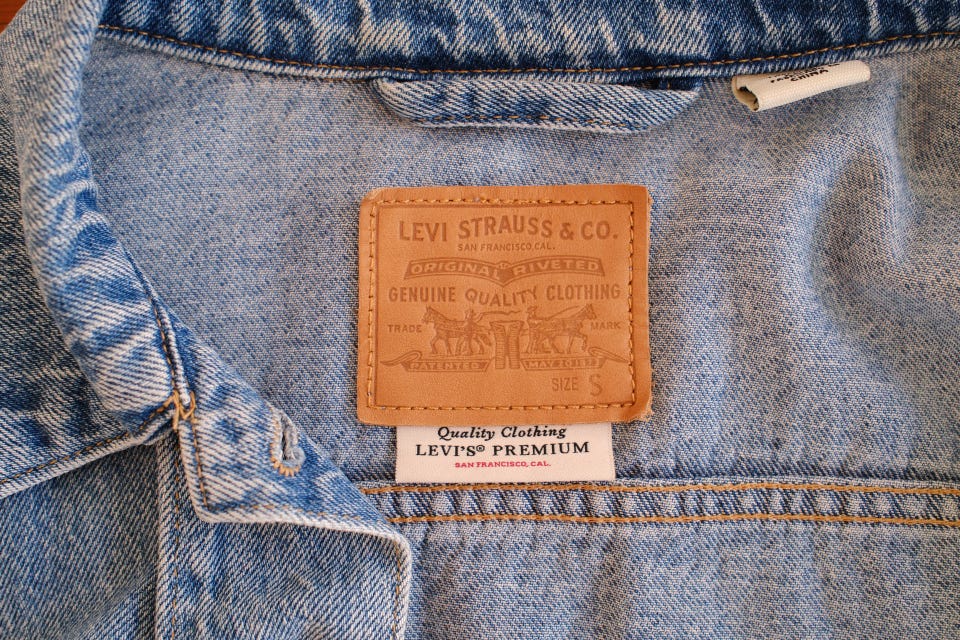 LEVI STRAUSS & CO.
SAN FRANCISCO, CAL.
ORIGINAL RIVETED
GENUINE QUALITY CLOTHING
TRADE MARK
PATENTED MAY 20 1873
SIZE S
Quality Clothing
LEVI'S® PREMIUM
SAN FRANCISCO, CAL.